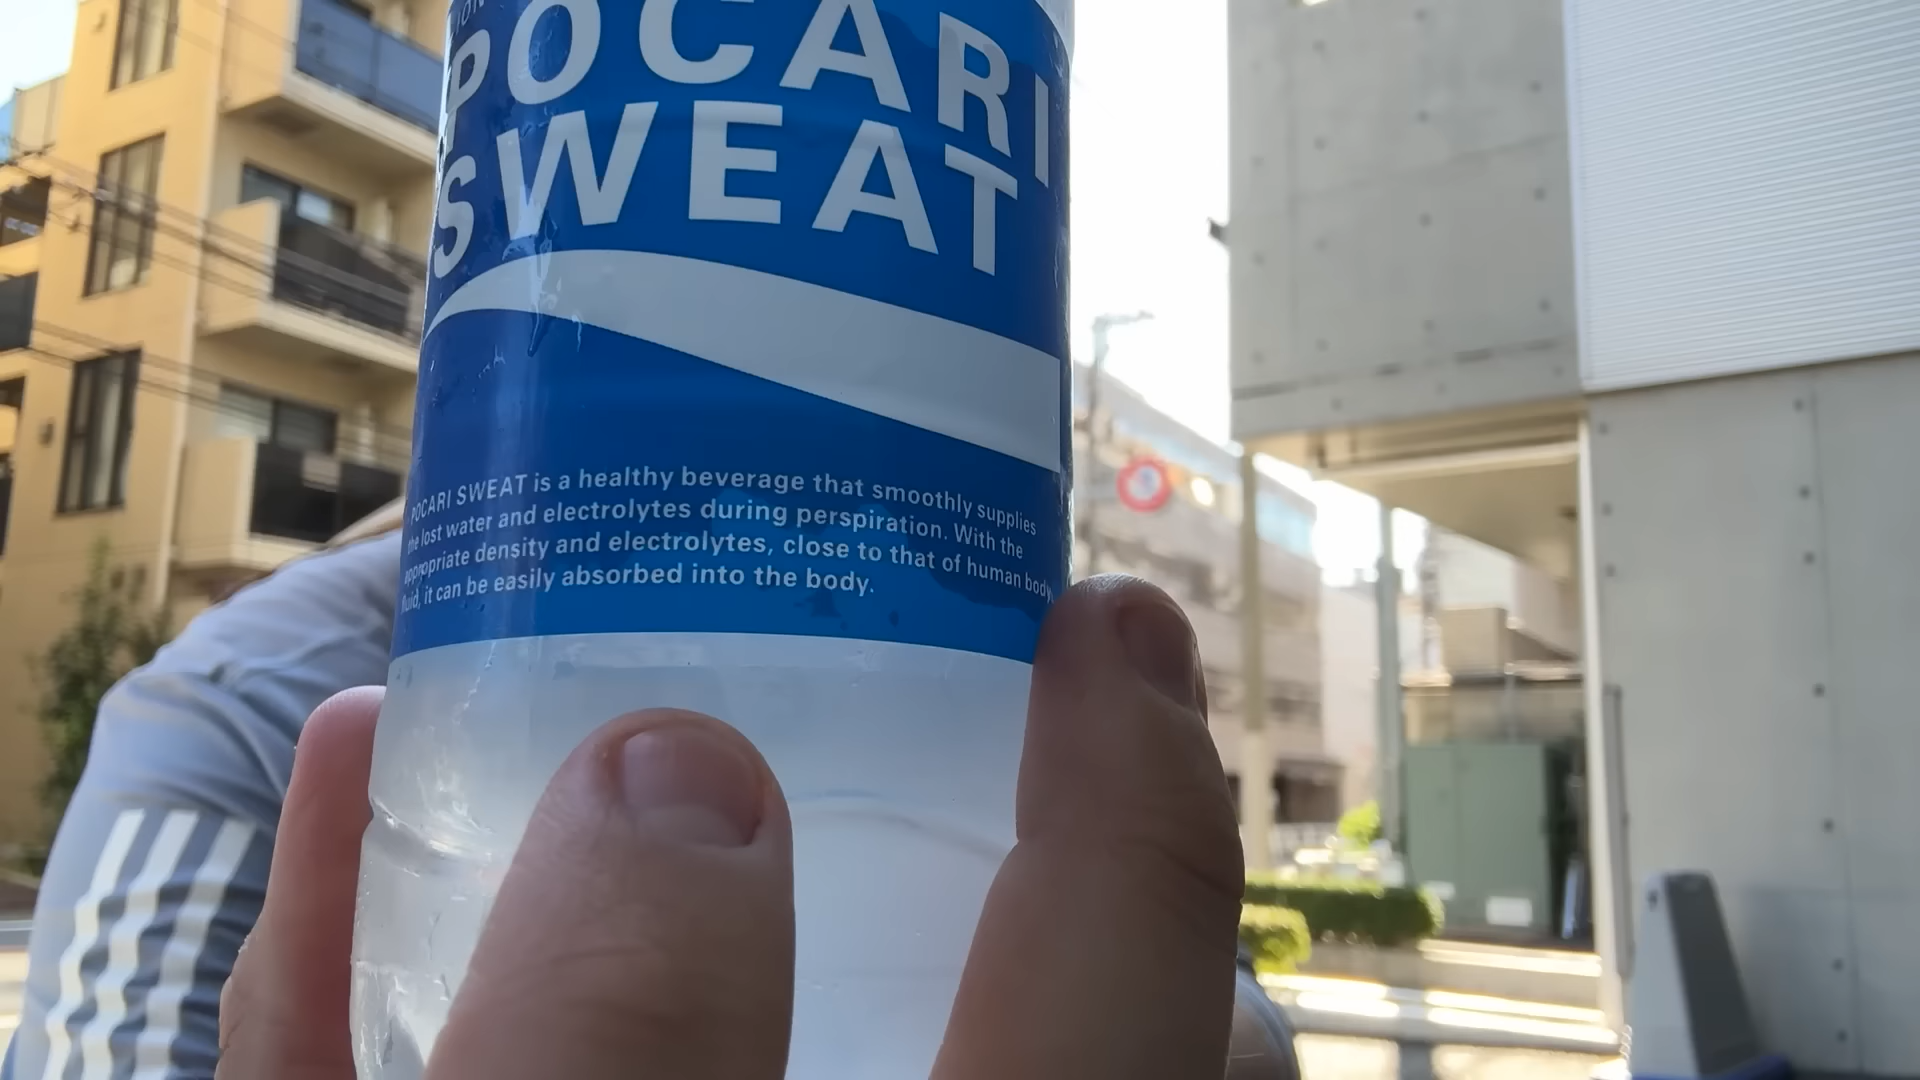 ION
POCARI
SWEAT
POCARI SWEAT is a healthy beverage that smoothly supplies
the lost water and electrolytes during perspiration. With the
appropriate density and electrolytes, close to that of human body
fluid, it can be easily absorbed into the body.